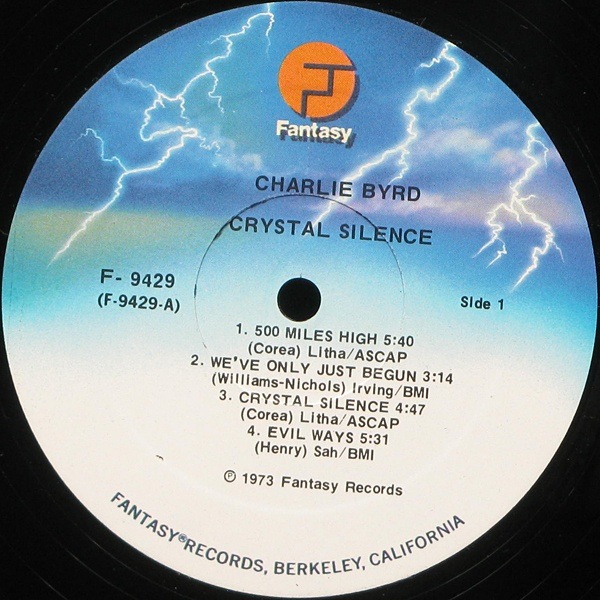 Fantasy
CHARLIE BYRD
CRYSTAL SILENCE
F- 9429
(F-9429-A)
Side 1
1. 500 MILES HIGH 5:40
(Corea) Litha/ASCAP
2. WE'VE ONLY JUST BEGUN 3:14
(Williams-Nichols) Irving/BMI
3. CRYSTAL SILENCE 4:47
(Corea) Litha/ASCAP
4. EVIL WAYS 5:31
(Henry) Sah/BMI
℗ 1973 Fantasy Records
FANTASY® RECORDS, BERKELEY, CALIFORNIA